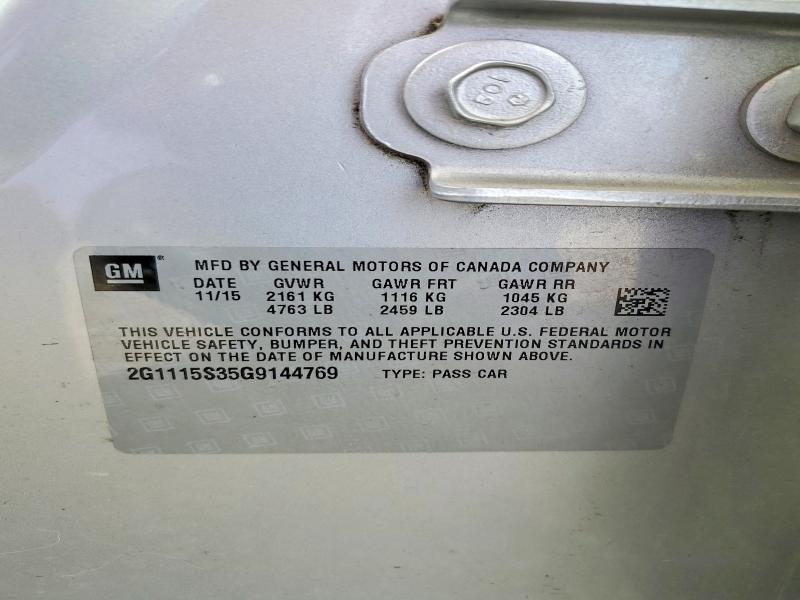 109
GM
MFD BY GENERAL MOTORS OF CANADA COMPANY
DATE GVWR GAWR FRT GAWR RR
11/15 2161 KG 1116 KG 1045 KG
4763 LB 2459 LB 2304 LB
THIS VEHICLE CONFORMS TO ALL APPLICABLE U.S. FEDERAL MOTOR
VEHICLE SAFETY, BUMPER, AND THEFT PREVENTION STANDARDS IN
EFFECT ON THE DATE OF MANUFACTURE SHOWN ABOVE.
2G1115S35G9144769 TYPE: PASS CAR